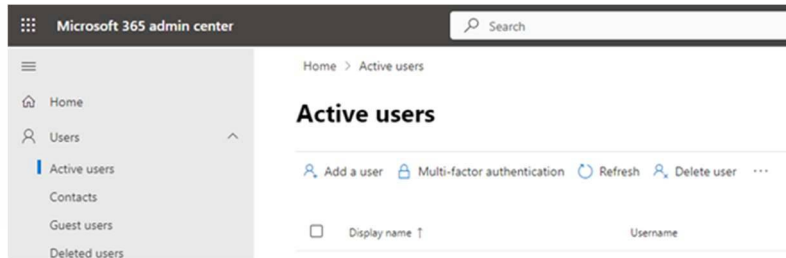 Microsoft 365 admin center
Search
Home > Active users
Home
Active users
Users
Active users
Add a user Multi-factor authentication Refresh Delete user ...
Contacts
Guest users
Display name ↑ Username
Deleted users